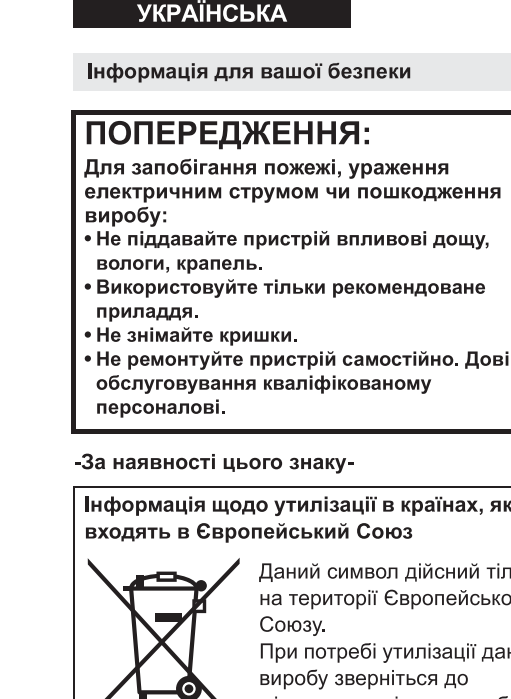 УКРАЇНСЬКА
Інформація для вашої безпеки
ПОПЕРЕДЖЕННЯ:
Для запобігання пожежі, ураження
електричним струмом чи пошкодження
виробу:
• Не піддавайте пристрій впливові дощу,
вологи, крапель.
• Використовуйте тільки рекомендоване
приладдя.
• Не знімайте кришки.
• Не ремонтуйте пристрій самостійно. Дові
обслуговування кваліфікованому
персоналові.
-За наявності цього знаку-
Інформація щодо утилізації в країнах, як
входять в Європейський Союз
Даний символ дійсний тіл
на території Європейсько
Союзу.
При потребі утилізації дан
виробу зверніться до